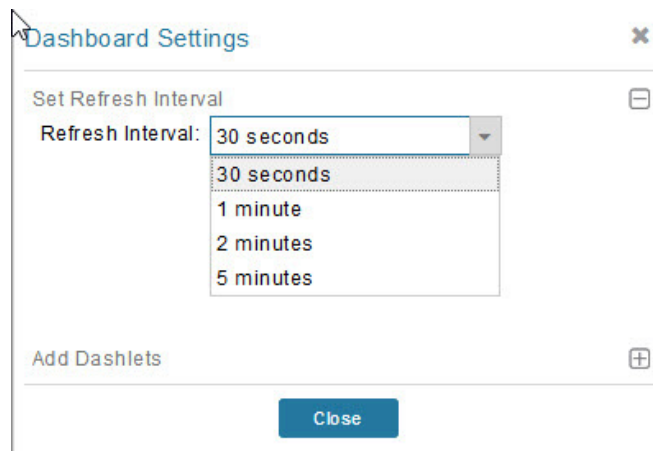 Dashboard Settings
Set Refresh Interval
Refresh Interval: 30 seconds
30 seconds
1 minute
2 minutes
5 minutes
Add Dashlets
Close